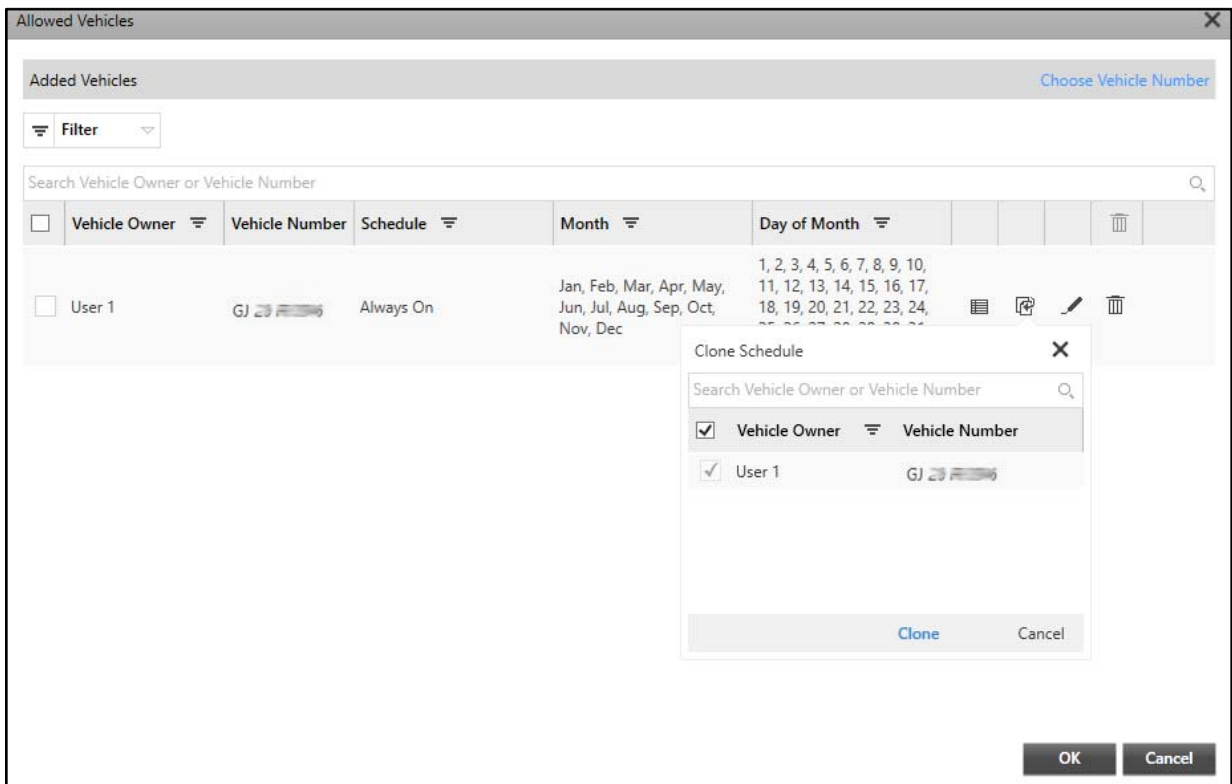 Allowed Vehicles
Added Vehicles Choose Vehicle Number
Filter
Search Vehicle Owner or Vehicle Number
Vehicle Owner Vehicle Number Schedule Month Day of Month
1, 2, 3, 4, 5, 6, 7, 8, 9, 10,
Jan, Feb, Mar, Apr, May, 11, 12, 13, 14, 15, 16, 17,
User 1 GJ Always On Jun, Jul, Aug, Sep, Oct, 18, 19, 20, 21, 22, 23, 24,
Nov, Dec
Clone Schedule
Search Vehicle Owner or Vehicle Number
Vehicle Owner Vehicle Number
User 1 GJ
Clone Cancel
OK Cancel